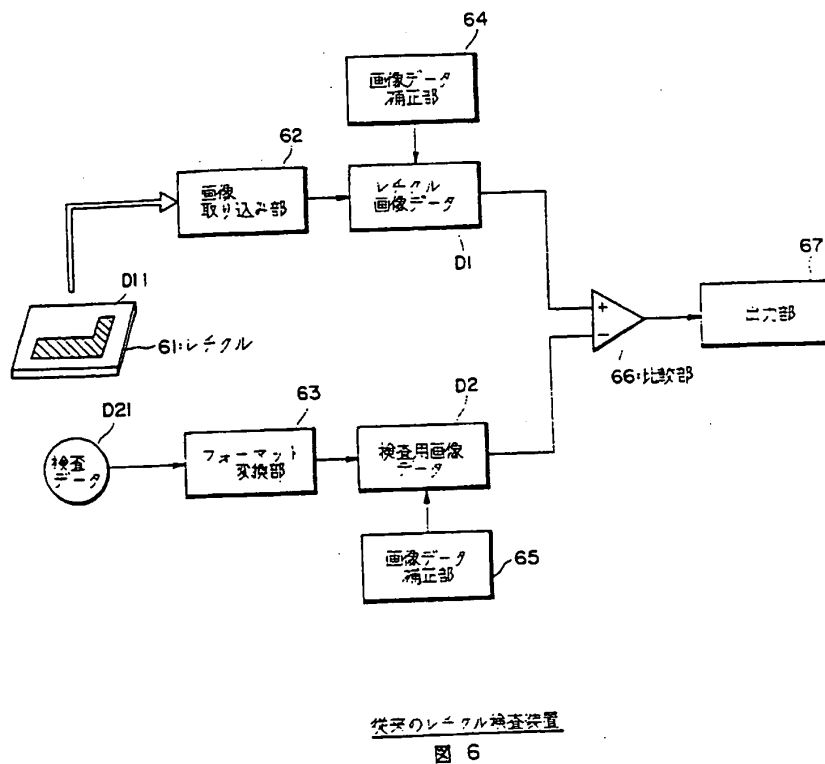 64
画像データ
補正部
62
画像
取り込み部
レチクル
画像データ
D1
67
出力部
D11
61:レチクル
+
−
66:比較部
D21
検査
データ
63
フォーマット
変換部
D2
検査用画像
データ
画像データ
補正部
65
従来のレチクル検査装置
図 6